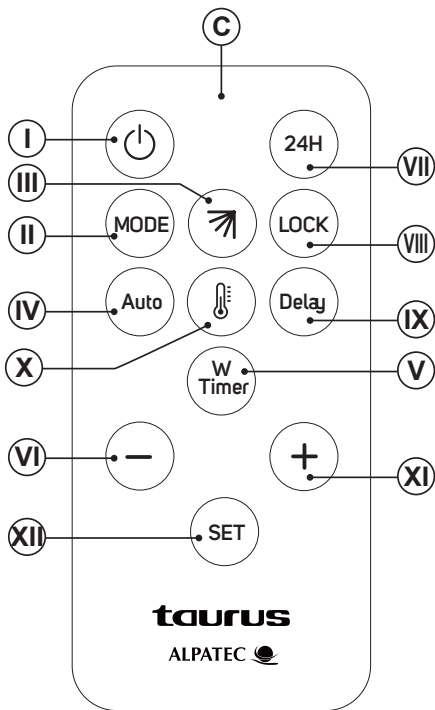 C
I
24H
III
VII
II
MODE
LOCK
VIII
IV
Auto
Delay
IX
X
W
Timer
V
VI
−
+
XI
XII
SET
taurus
ALPATEC